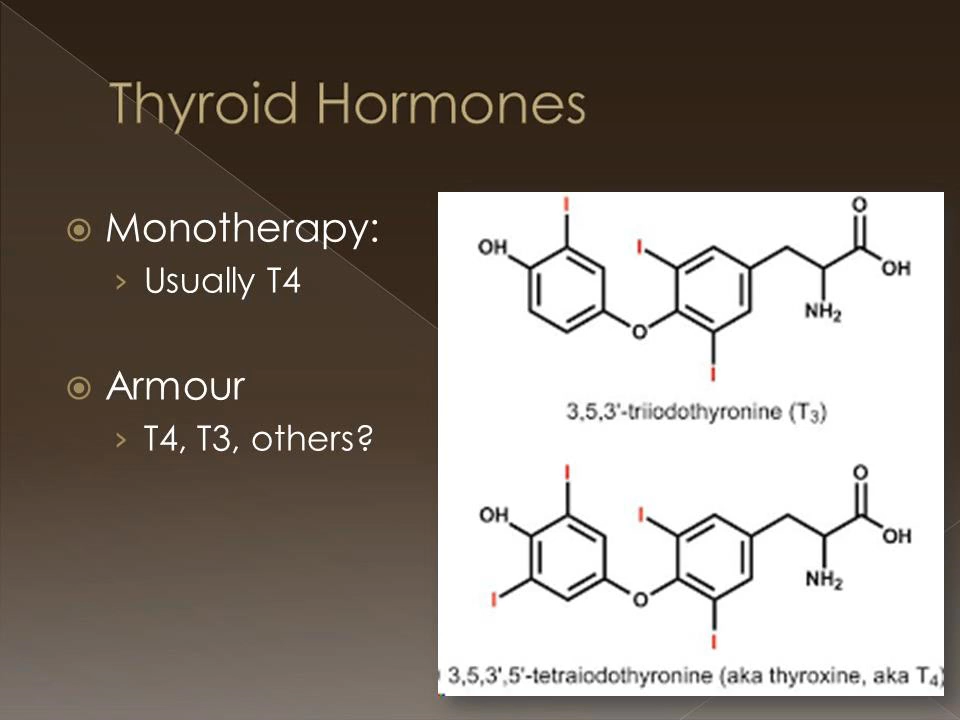 Thyroid Hormones
Monotherapy:
Usually T4
Armour
T4, T3, others?
I
O
OH
I
OH
NH₂
O
I
3,5,3'-triiodothyronine (T₃)
I
O
OH
I
OH
NH₂
I
O
I
) 3,5,3',5'-tetraiodothyronine (aka thyroxine, aka T₄)